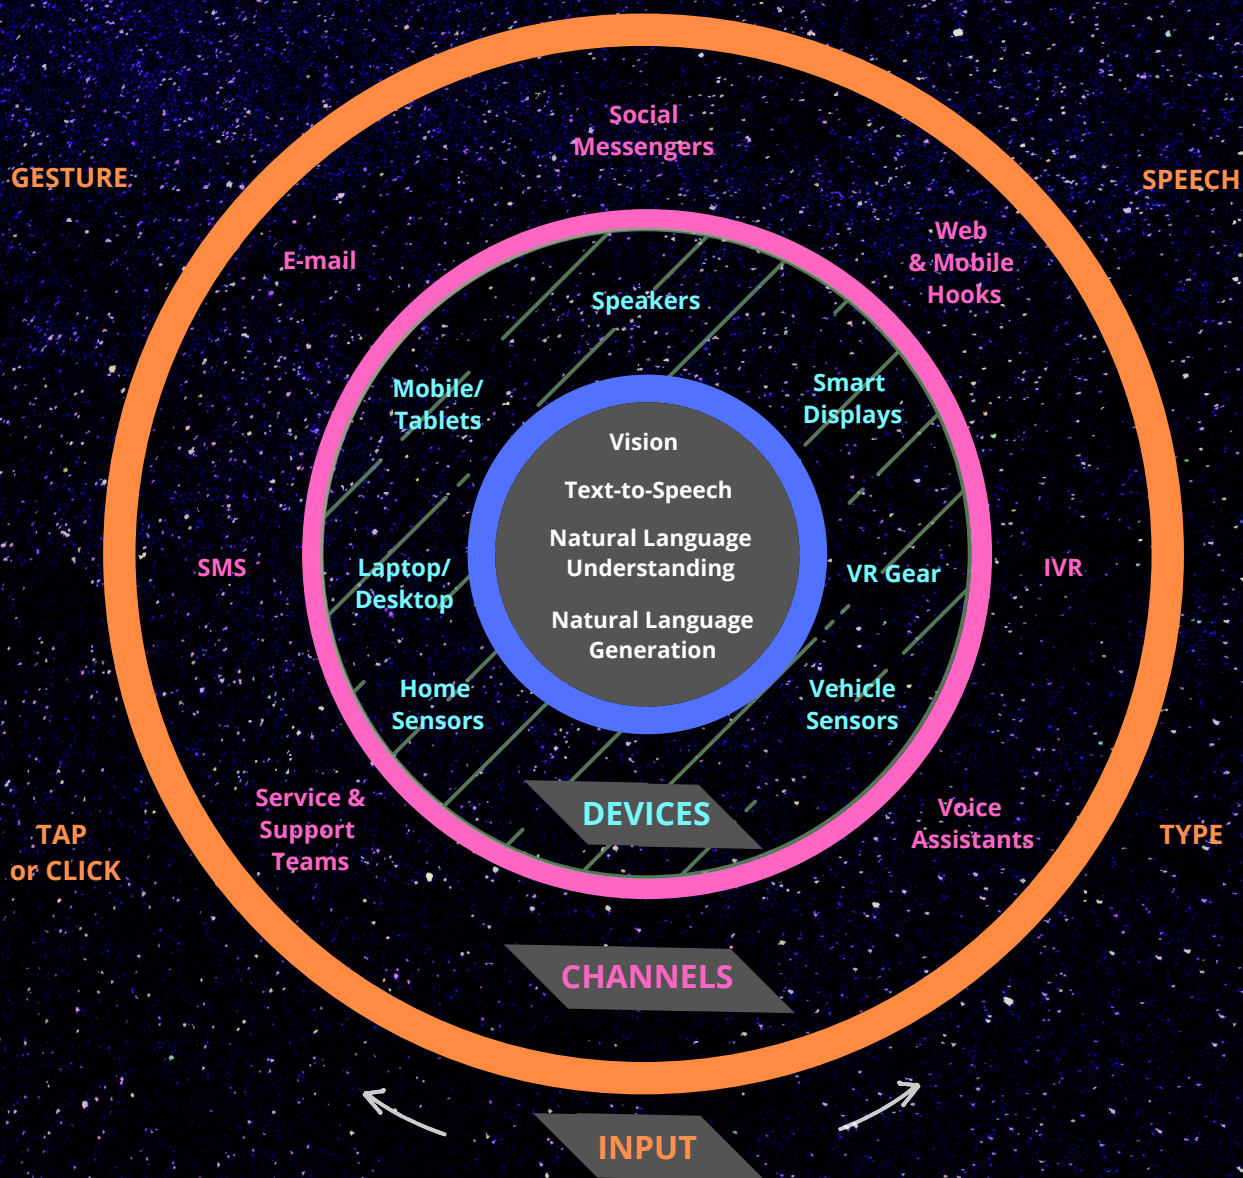 Social
Messengers
GESTURE
SPEECH
E-mail
Web
& Mobile
Hooks
Speakers
Mobile/
Tablets
Smart
Displays
Vision
Text-to-Speech
Natural Language
Understanding
Natural Language
Generation
SMS
Laptop/
Desktop
VR Gear
IVR
Home
Sensors
Vehicle
Sensors
Service &
Support
Teams
DEVICES
Voice
Assistants
TAP
or CLICK
TYPE
CHANNELS
INPUT